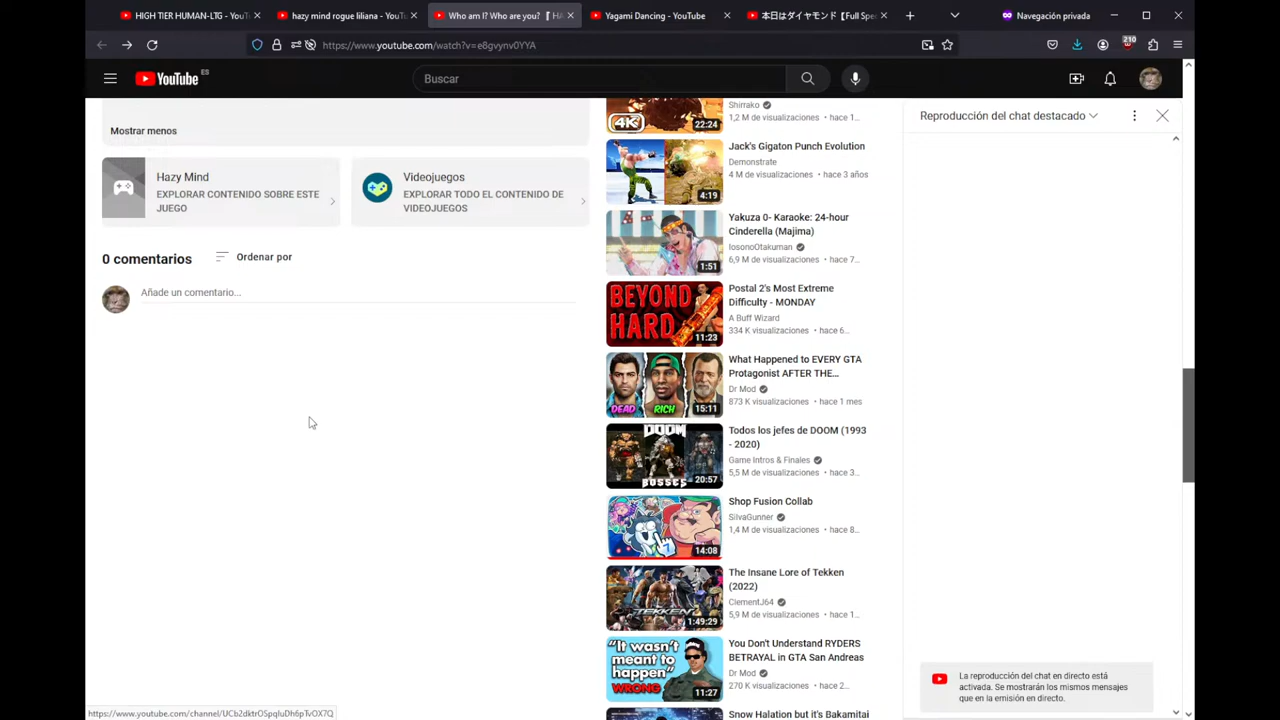 HIGH TIER HUMAN-LTG - YouT
hazy mind rogue liliana - YouTu
Who am I? Who are you? 『 HA
Yagami Dancing - YouTube
本日はダイヤモンド【Full Spe
Navegación privada
https://www.youtube.com/watch?v=e8gvynv0YYA
210
YouTube ES
Buscar
Mostrar menos
Hazy Mind
EXPLORAR CONTENIDO SOBRE ESTE
JUEGO
Videojuegos
EXPLORAR TODO EL CONTENIDO DE
VIDEOJUEGOS
0 comentarios
Ordenar por
Añade un comentario...
4K
22:24
Shirrako
1,2 M de visualizaciones • hace 1...
4:19
Jack's Gigaton Punch Evolution
Demonstrate
4 M de visualizaciones • hace 3 años
1:51
Yakuza 0- Karaoke: 24-hour
Cinderella (Majima)
IosonoOtakuman
6,9 M de visualizaciones • hace 7...
BEYOND
HARD
11:23
Postal 2's Most Extreme
Difficulty - MONDAY
A Buff Wizard
334 K visualizaciones • hace 6...
DEAD
RICH
15:11
What Happened to EVERY GTA
Protagonist AFTER THE...
Dr Mod
873 K visualizaciones • hace 1 mes
DOOM
BOSSES
20:57
Todos los jefes de DOOM (1993
- 2020)
Game Intros & Finales
5,5 M de visualizaciones • hace 3...
14:08
Shop Fusion Collab
SiIvaGunner
1,4 M de visualizaciones • hace 8...
TEKKEN
1:49:29
The Insane Lore of Tekken
(2022)
ClementJ64
5,9 M de visualizaciones • hace 1...
"It wasn't
meant to
happen"
WRONG
11:27
You Don't Understand RYDERS
BETRAYAL in GTA San Andreas
Dr Mod
270 K visualizaciones • hace 2...
Snow Halation but it's Bakamitai
Reproducción del chat destacado
La reproducción del chat en directo está
activada. Se mostrarán los mismos mensajes
que en la emisión en directo.
https://www.youtube.com/channel/UCb2dktrOSpqIuDh6pTvOX7Q